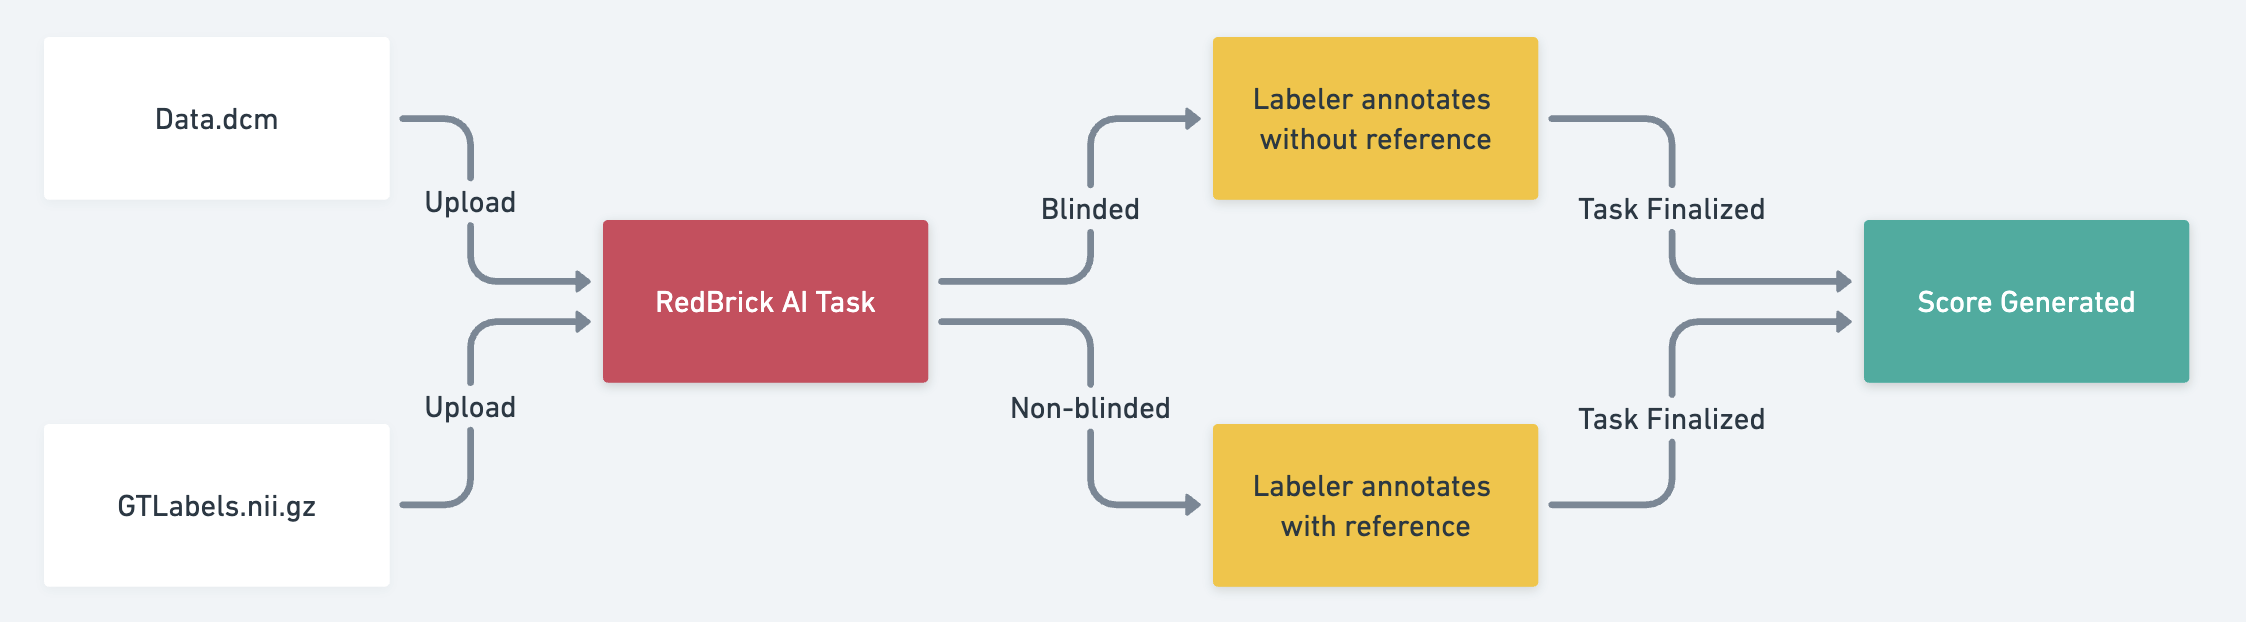 Data.dcm
Upload
GTLabels.nii.gz
Upload
RedBrick AI Task
Blinded
Non-blinded
Labeler annotates
without reference
Labeler annotates
with reference
Task Finalized
Task Finalized
Score Generated